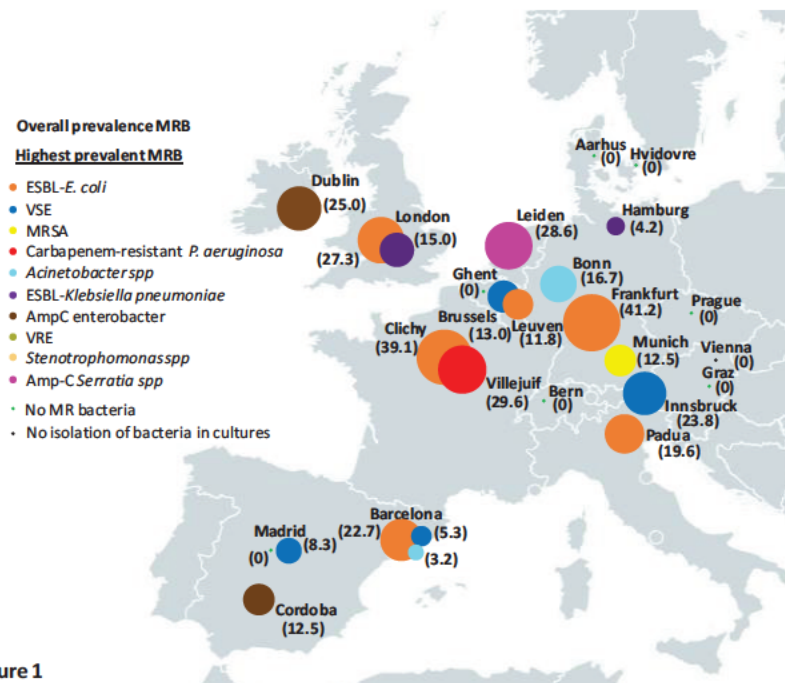 Overall prevalence MRB
Highest prevalent MRB
ESBL-E. coli
VSE
MRSA
Carbapenem-resistant P. aeruginosa
Acinetobacter spp
ESBL-Klebsiella pneumoniae
AmpC enterobacter
VRE
Stenotrophomonas spp
Amp-C Serratia spp
No MR bacteria
No isolation of bacteria in cultures
Aarhus
(0)
Hvidovre
(0)
Dublin
(25.0)
London
(15.0)
(27.3)
Leiden
(28.6)
Hamburg
(4.2)
Ghent
(0)
Bonn
(16.7)
Frankfurt
(41.2)
Prague
(0)
Brussels
(13.0)
Leuven
(11.8)
Clichy
(39.1)
Munich
(12.5)
Vienna
(0)
Graz
(0)
Villejuif
(29.6)
Bern
(0)
Innsbruck
(23.8)
Padua
(19.6)
Barcelona
(22.7)
(5.3)
(3.2)
Madrid
(8.3)
(0)
Cordoba
(12.5)
ure 1